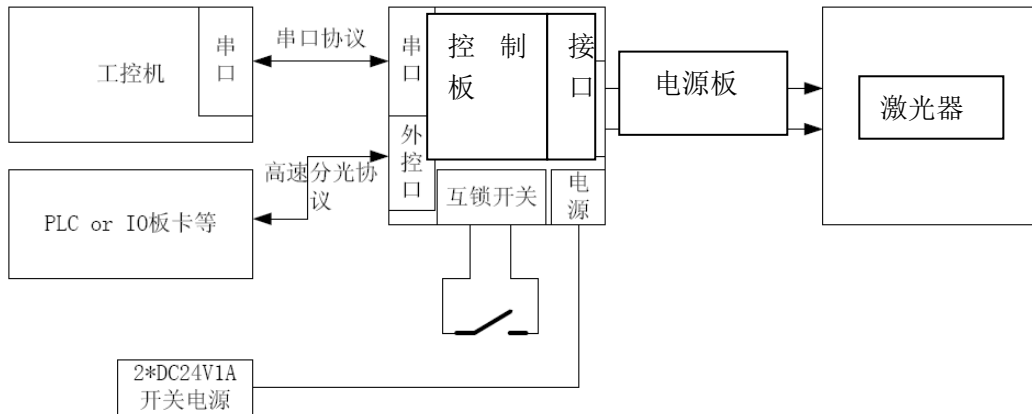 工控机
串
口
串口协议
串
口
控 制
板
接
口
电源板
激光器
外
控
口
高速分光协
议
PLC or IO板卡等
互锁开关
电
源
2*DC24V1A
开关电源